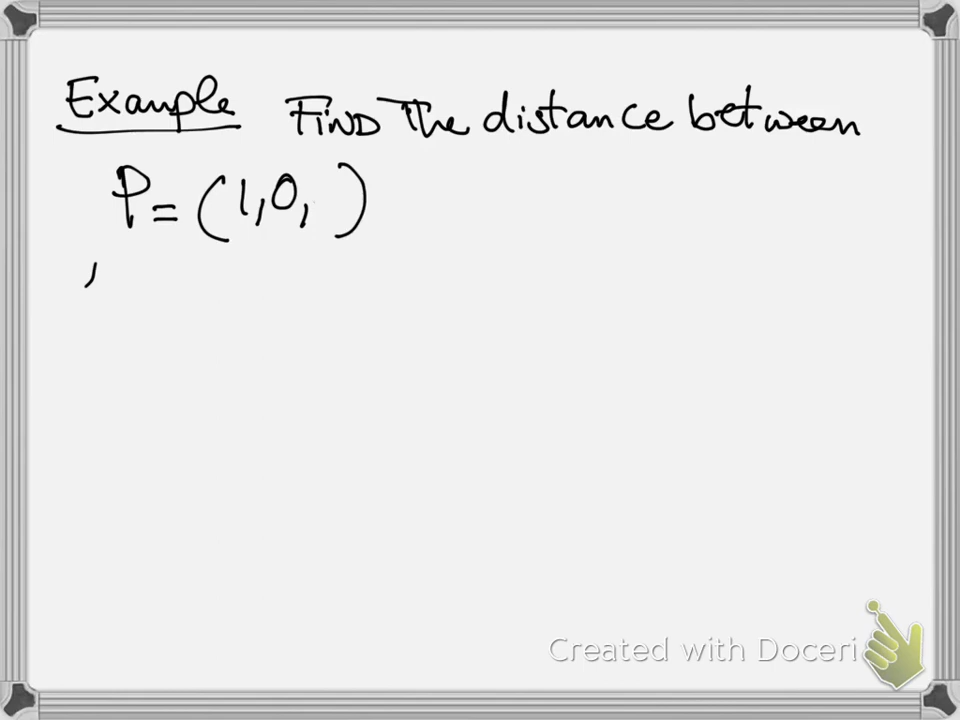 Example Find The distance between
P = (1,0, )
,
Created with Doceri